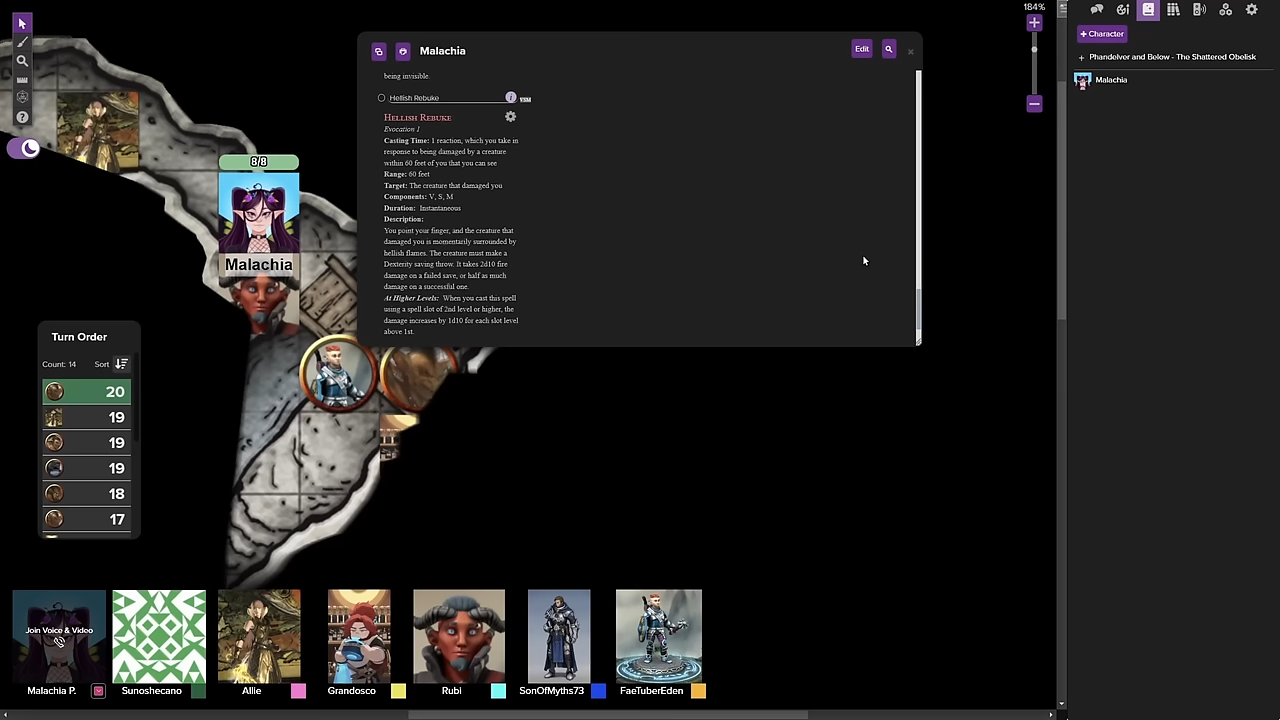 184%
Malachia
Edit
being invisible.
Hellish Rebuke
VSM
Hellish Rebuke
Evocation 1
Casting Time: 1 reaction, which you take in
response to being damaged by a creature
within 60 feet of you that you can see
Range: 60 feet
Target: The creature that damaged you
Components: V, S, M
Duration: Instantaneous
Description:
You point your finger, and the creature that
damaged you is momentarily surrounded by
hellish flames. The creature must make a
Dexterity saving throw. It takes 2d10 fire
damage on a failed save, or half as much
damage on a successful one.
At Higher Levels: When you cast this spell
using a spell slot of 2nd level or higher, the
damage increases by 1d10 for each slot level
above 1st.
+ Character
+ Phandelver and Below - The Shattered Obelisk
Malachia
8/8
Malachia
Turn Order
Count: 14 Sort
20
19
19
19
18
17
Join Voice & Video
Malachia P.
Sunoshecano
Allie
Grandosco
Rubi
SonOfMyths73
FaeTuberEden